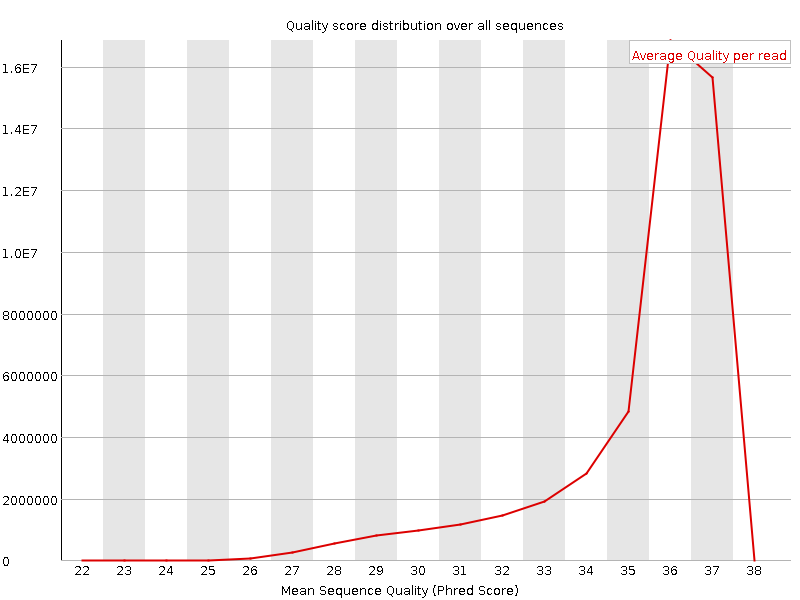 Quality score distribution over all sequences
Average Quality per read
1.6E7
1.4E7
1.2E7
1.0E7
8000000
6000000
4000000
2000000
0
22 23 24 25 26 27 28 29 30 31 32 33 34 35 36 37 38
Mean Sequence Quality (Phred Score)